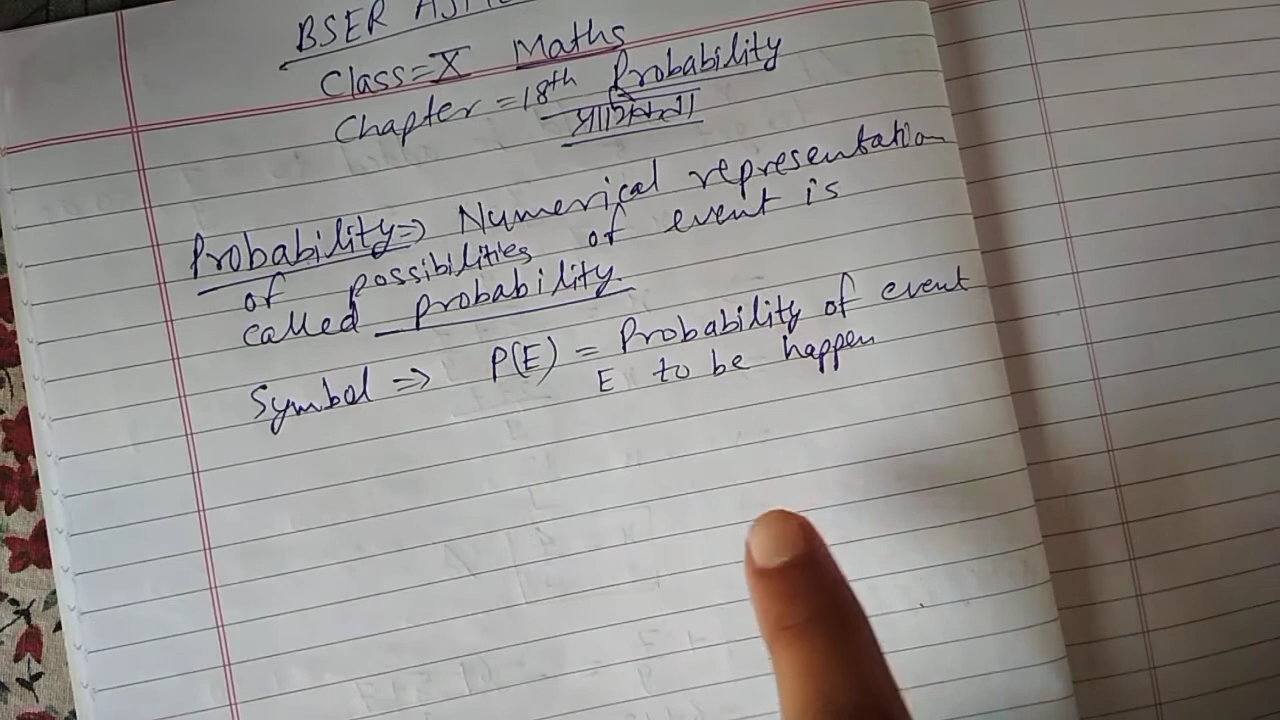 BSER
Class=X Maths
Chapter =18th Probability
प्रायिकता
Probability=> Numerical representation
of possibilities of event is
called probability.
Symbol => P(E) = Probability of event
E to be happen